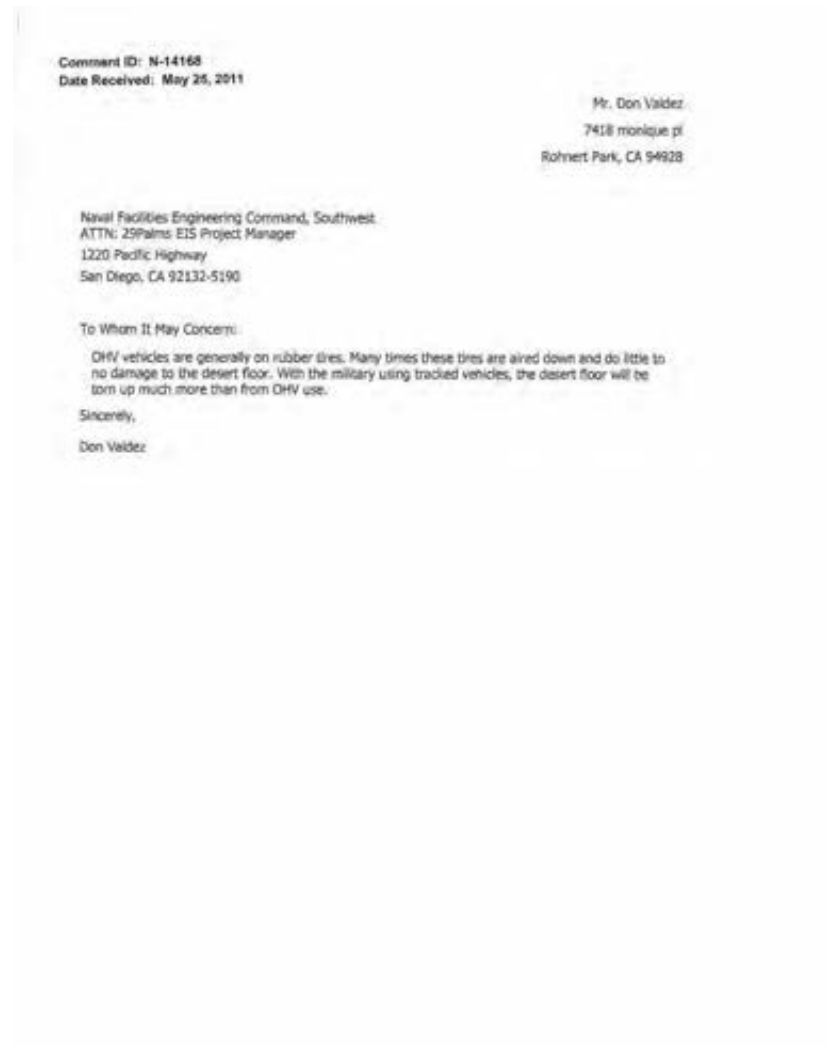 Comment ID: N-14168
Date Received: May 25, 2011
Mr. Don Valdez
7418 monique pl
Rohnert Park, CA 94928
Naval Facilities Engineering Command, Southwest
ATTN: 29Palms EIS Project Manager
1220 Pacific Highway
San Diego, CA 92132-5190
To Whom It May Concern:
OHV vehicles are generally on rubber tires. Many times these tires are aired down and do little to
no damage to the desert floor. With the military using tracked vehicles, the desert floor will be
torn up much more than from OHV use.
Sincerely,
Don Valdez